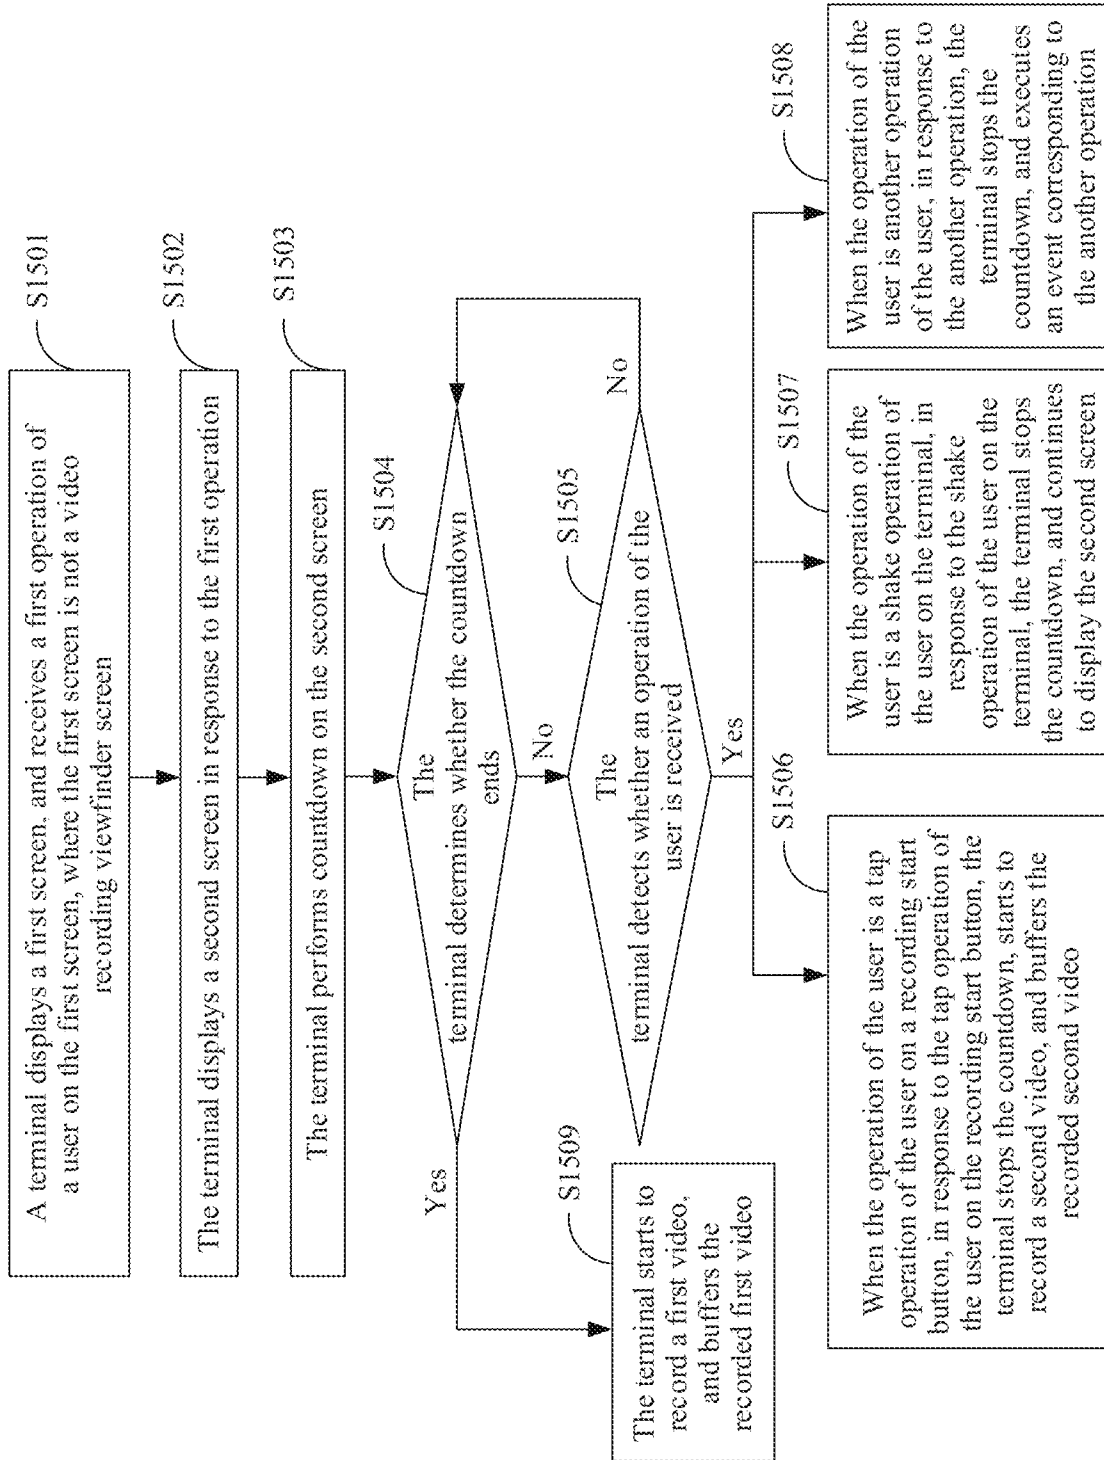 A terminal displays a first screen, and receives a first operation of
a user on the first screen, where the first screen is not a video
recording viewfinder screen
S1501
The terminal displays a second screen in response to the first operation
S1502
The terminal performs countdown on the second screen
S1503
The
terminal determines whether the countdown
ends
S1504
Yes
No
The terminal starts to
record a first video,
and buffers the
recorded first video
S1509
The
terminal detects whether an operation of the
user is received
S1505
No
Yes
When the operation of the user is a tap
operation of the user on a recording start
button, in response to the tap operation of
the user on the recording start button, the
terminal stops the countdown, starts to
record a second video, and buffers the
recorded second video
S1506
When the operation of the
user is a shake operation of
the user on the terminal, in
response to the shake
operation of the user on the
terminal, the terminal stops
the countdown, and continues
to display the second screen
S1507
When the operation of the
user is another operation
of the user, in response to
the another operation, the
terminal stops the
countdown, and executes
an event corresponding to
the another operation
S1508